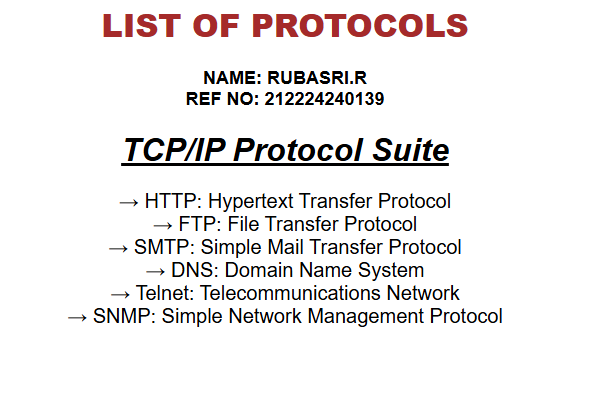 LIST OF PROTOCOLS
NAME: RUBASRI.R
REF NO: 212224240139
TCP/IP Protocol Suite
→ HTTP: Hypertext Transfer Protocol
→ FTP: File Transfer Protocol
→ SMTP: Simple Mail Transfer Protocol
→ DNS: Domain Name System
→ Telnet: Telecommunications Network
→ SNMP: Simple Network Management Protocol